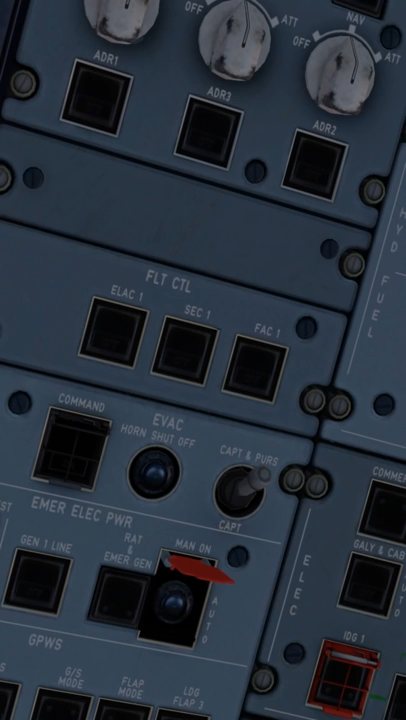 OFF
ATT
NAV
OFF
ATT
ADR1
ADR3
ADR2
HYD
FUEL
FLT CTL
ELAC 1
SEC 1
FAC 1
COMMAND
EVAC
HORN SHUT OFF
CAPT & PURS
CAPT
EMER ELEC PWR
GEN 1 LINE
RAT
&
EMER GEN
MAN ON
AUTO
ELEC
GALY & CAB
IDG 1
GPWS
G/S
MODE
FLAP
MODE
LDG
FLAP 3